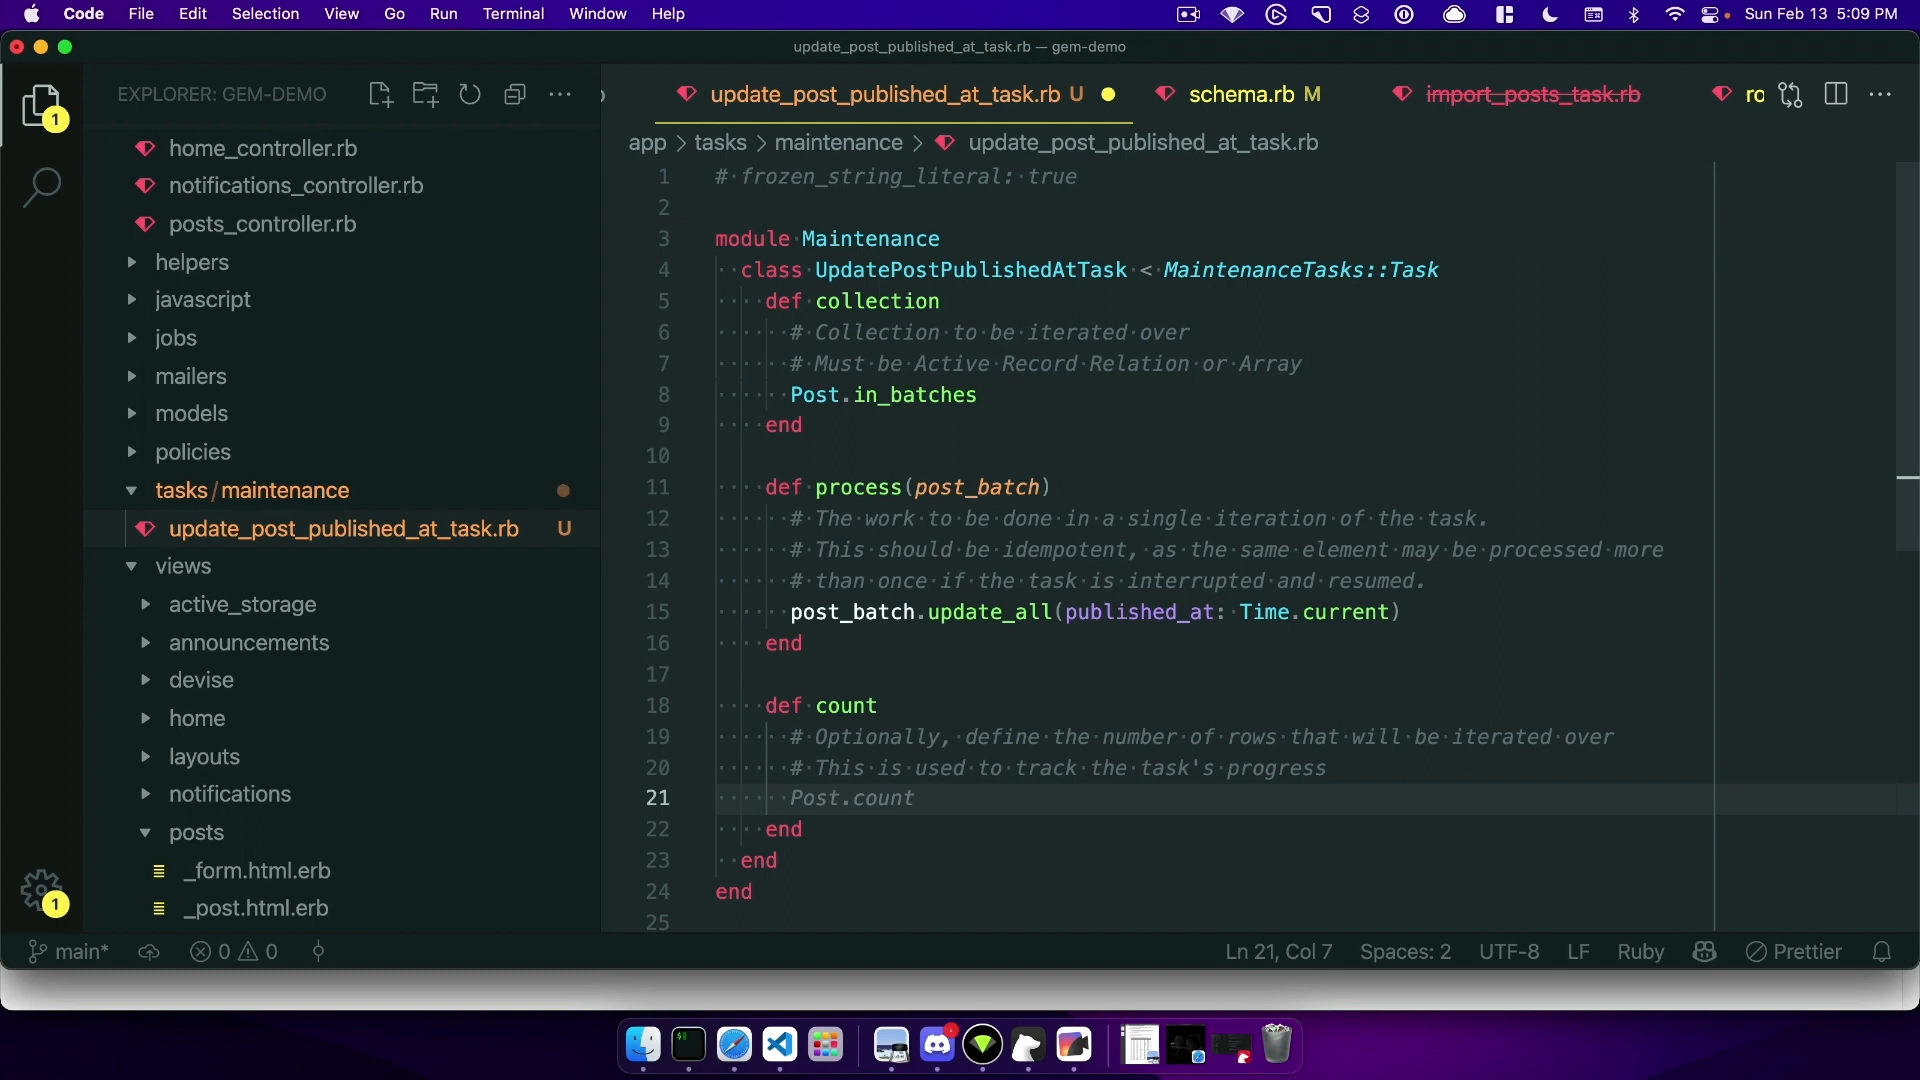 Code File Edit Selection View Go Run Terminal Window Help Sun Feb 13 5:09 PM
update_post_published_at_task.rb — gem-demo
EXPLORER: GEM-DEMO
home_controller.rb
notifications_controller.rb
posts_controller.rb
helpers
javascript
jobs
mailers
models
policies
tasks/maintenance
update_post_published_at_task.rb U
views
active_storage
announcements
devise
home
layouts
notifications
posts
_form.html.erb
_post.html.erb
1
1
update_post_published_at_task.rb U schema.rb M import_posts_task.rb ro
app > tasks > maintenance > update_post_published_at_task.rb
1 # frozen_string_literal: true
2
3 module Maintenance
4 class UpdatePostPublishedAtTask < MaintenanceTasks::Task
5 def collection
6 # Collection to be iterated over
7 # Must be Active Record Relation or Array
8 Post.in_batches
9 end
10
11 def process(post_batch)
12 # The work to be done in a single iteration of the task.
13 # This should be idempotent, as the same element may be processed more
14 # than once if the task is interrupted and resumed.
15 post_batch.update_all(published_at: Time.current)
16 end
17
18 def count
19 # Optionally, define the number of rows that will be iterated over
20 # This is used to track the task's progress
21 Post.count
22 end
23 end
24 end
25
main* 0 0 Ln 21, Col 7 Spaces: 2 UTF-8 LF Ruby Prettier